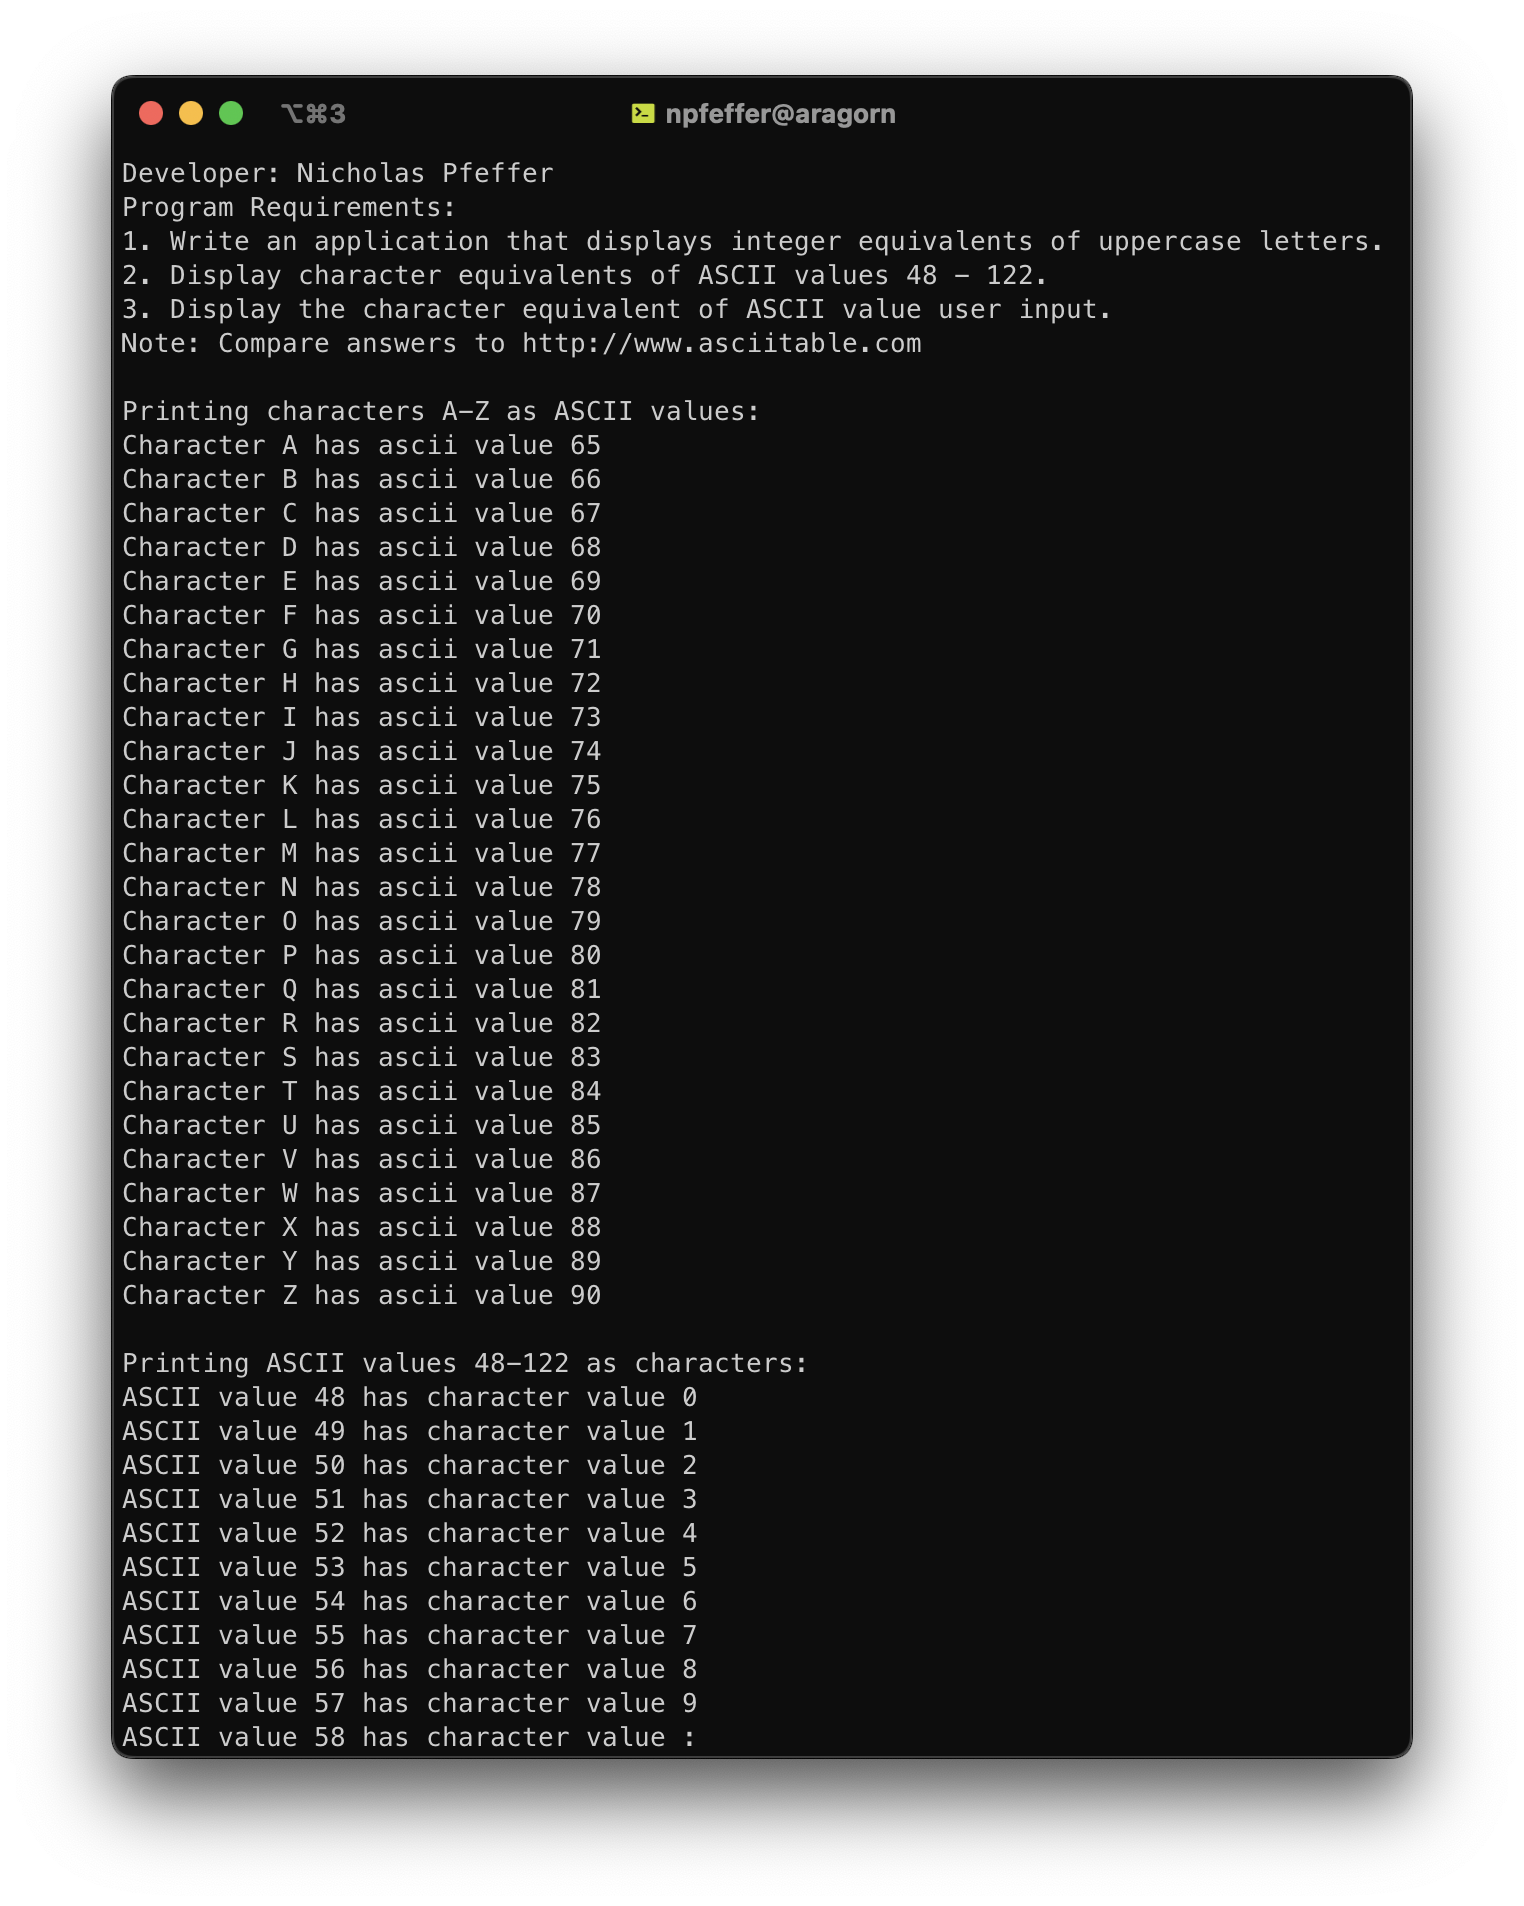 ⌥⌘3 npfeffer@aragorn
Developer: Nicholas Pfeffer
Program Requirements:
1. Write an application that displays integer equivalents of uppercase letters.
2. Display character equivalents of ASCII values 48 - 122.
3. Display the character equivalent of ASCII value user input.
Note: Compare answers to http://www.asciitable.com

Printing characters A-Z as ASCII values:
Character A has ascii value 65
Character B has ascii value 66
Character C has ascii value 67
Character D has ascii value 68
Character E has ascii value 69
Character F has ascii value 70
Character G has ascii value 71
Character H has ascii value 72
Character I has ascii value 73
Character J has ascii value 74
Character K has ascii value 75
Character L has ascii value 76
Character M has ascii value 77
Character N has ascii value 78
Character O has ascii value 79
Character P has ascii value 80
Character Q has ascii value 81
Character R has ascii value 82
Character S has ascii value 83
Character T has ascii value 84
Character U has ascii value 85
Character V has ascii value 86
Character W has ascii value 87
Character X has ascii value 88
Character Y has ascii value 89
Character Z has ascii value 90

Printing ASCII values 48-122 as characters:
ASCII value 48 has character value 0
ASCII value 49 has character value 1
ASCII value 50 has character value 2
ASCII value 51 has character value 3
ASCII value 52 has character value 4
ASCII value 53 has character value 5
ASCII value 54 has character value 6
ASCII value 55 has character value 7
ASCII value 56 has character value 8
ASCII value 57 has character value 9
ASCII value 58 has character value :